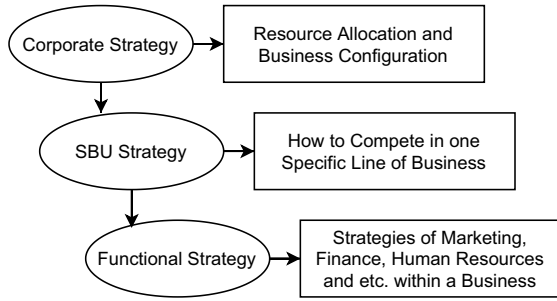 Corporate Strategy
Resource Allocation and
Business Configuration
SBU Strategy
How to Compete in one
Specific Line of Business
Functional Strategy
Strategies of Marketing,
Finance, Human Resources
and etc. within a Business